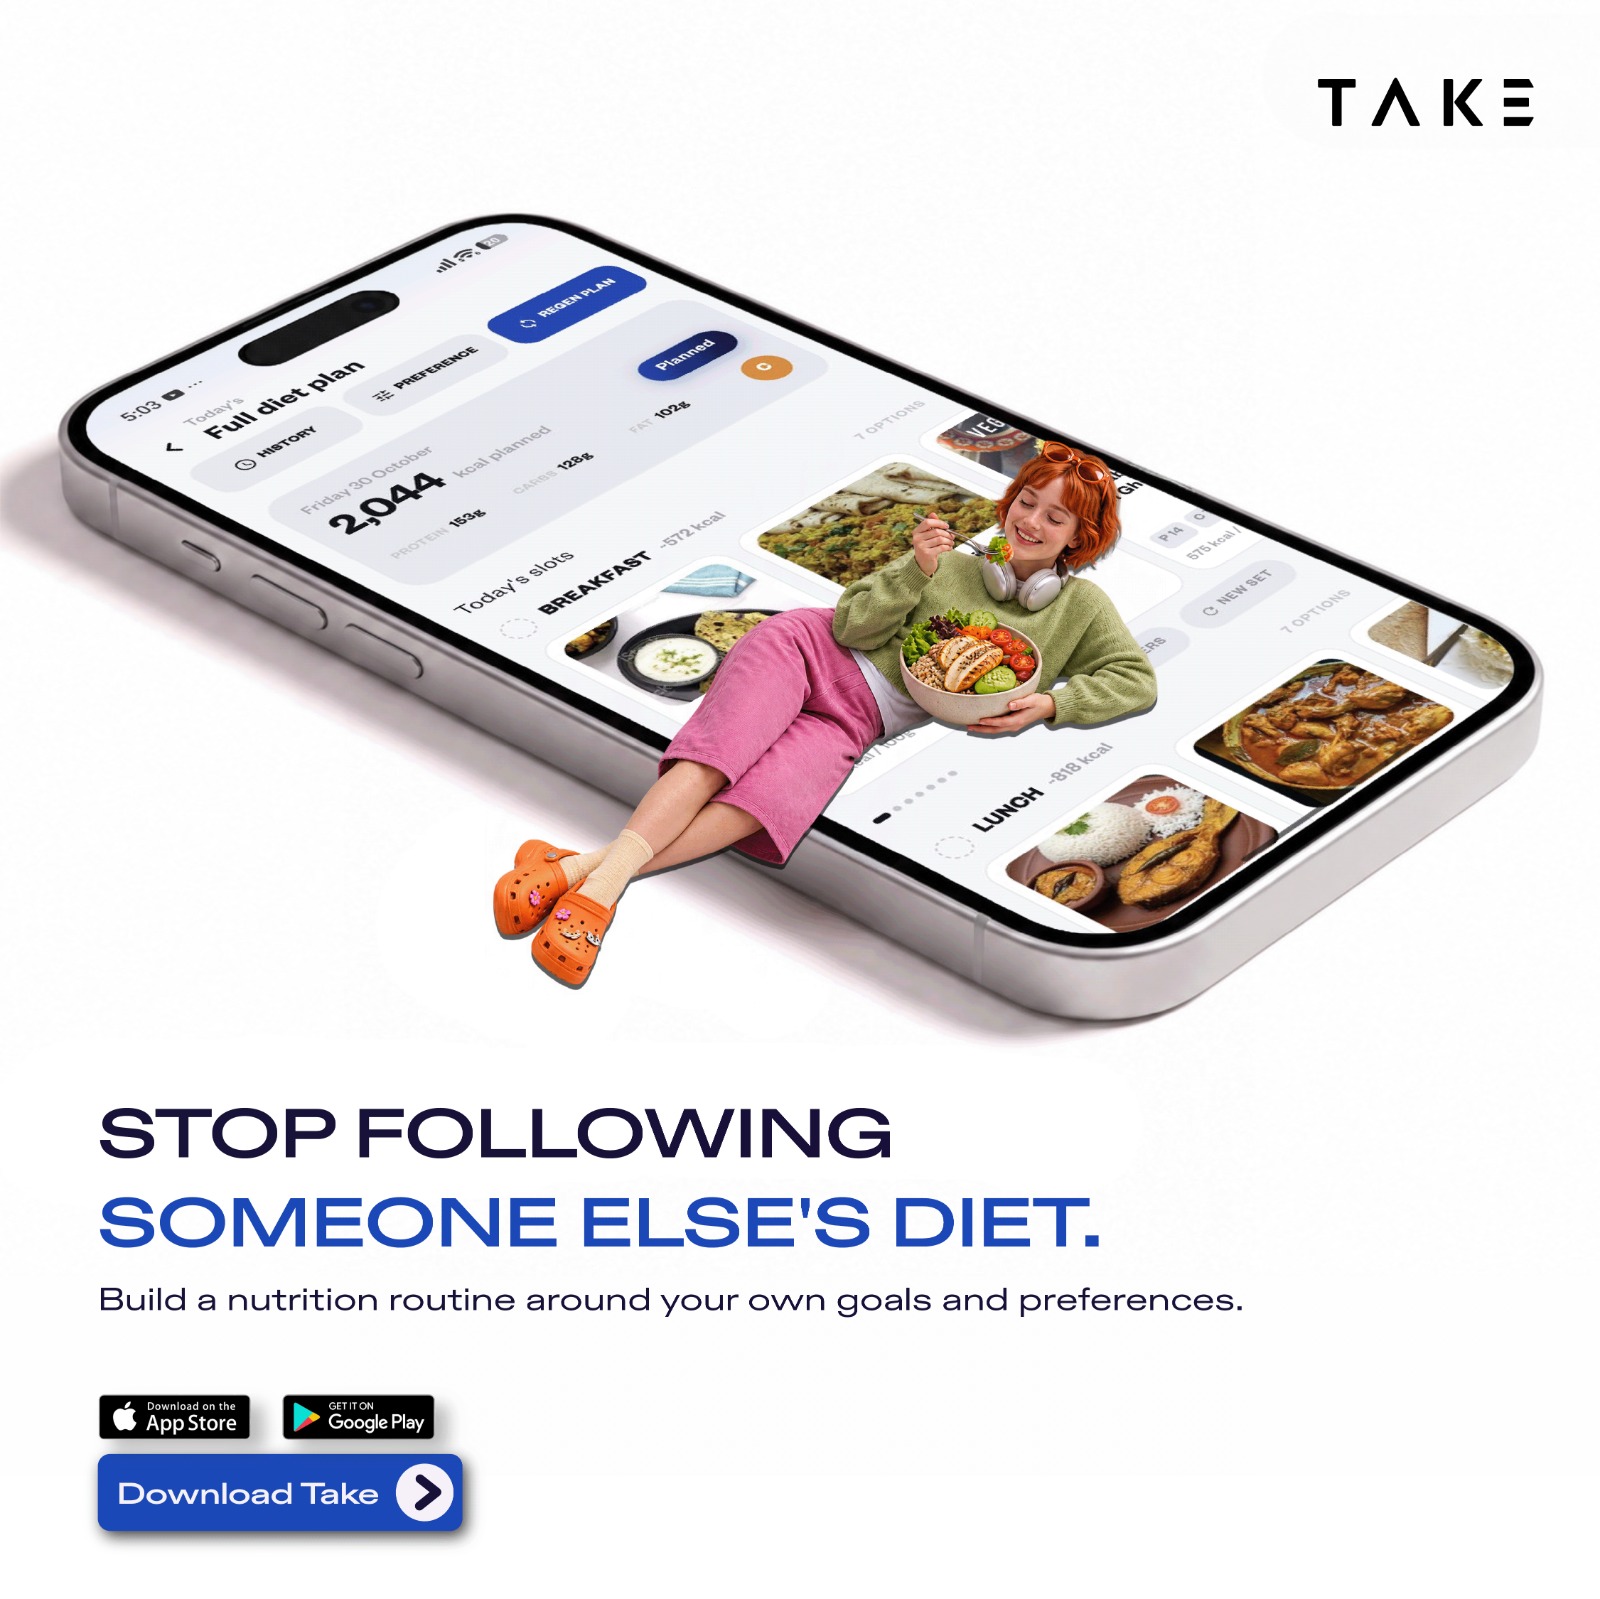 TAKE
5:03
20
Today's
Full diet plan
HISTORY
PREFERENCE
REGEN PLAN
Friday 30 October
Planned
2,044 kcal planned
C
PROTEIN 153g
CARBS 128g
FAT 102g
Today's slots
BREAKFAST -572 kcal
7 OPTIONS
VEG
P 14
575 kcal /
NEW SET
LUNCH -818 kcal
7 OPTIONS
STOP FOLLOWING
SOMEONE ELSE'S DIET.
Build a nutrition routine around your own goals and preferences.
Download on the
App Store
GET IT ON
Google Play
Download Take